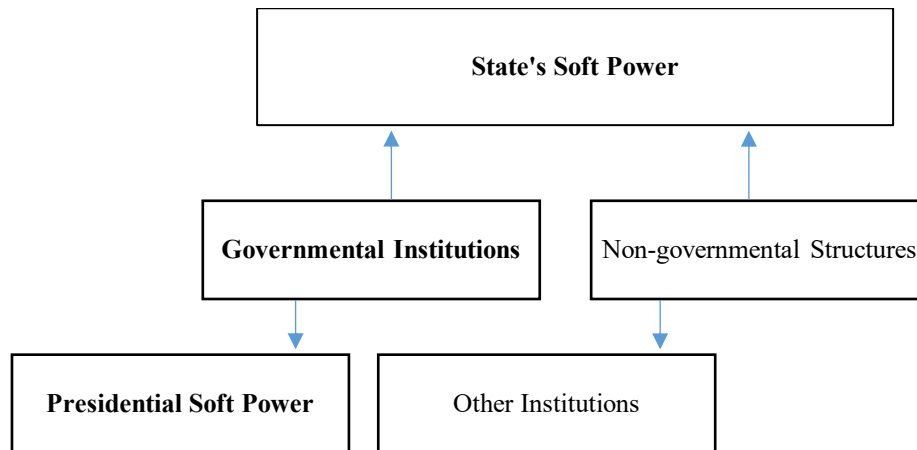 State's Soft Power
Governmental Institutions
Non-governmental Structures
Presidential Soft Power
Other Institutions